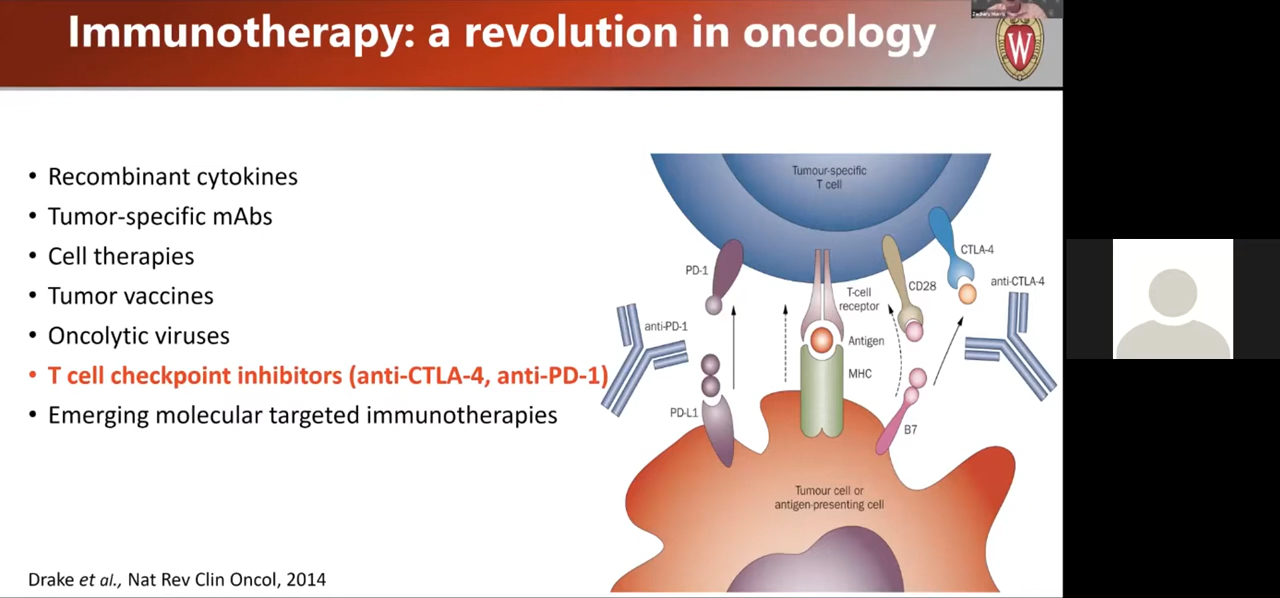 Immunotherapy: a revolution in oncology
Zachary Morris
W
• Recombinant cytokines
• Tumor-specific mAbs
• Cell therapies
• Tumor vaccines
• Oncolytic viruses
• T cell checkpoint inhibitors (anti-CTLA-4, anti-PD-1)
• Emerging molecular targeted immunotherapies
Tumour-specific
T cell
PD-1
T-cell
receptor
CD28
CTLA-4
anti-CTLA-4
anti-PD-1
Antigen
MHC
PD-L1
B7
Tumour cell or
antigen-presenting cell
Drake et al., Nat Rev Clin Oncol, 2014